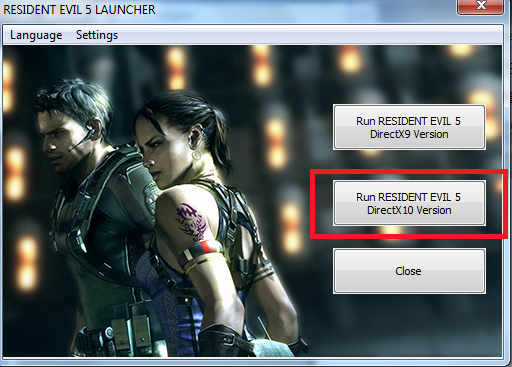 RESIDENT EVIL 5 LAUNCHER
Language Settings
Run RESIDENT EVIL 5
DirectX9 Version
Run RESIDENT EVIL 5
DirectX10 Version
Close